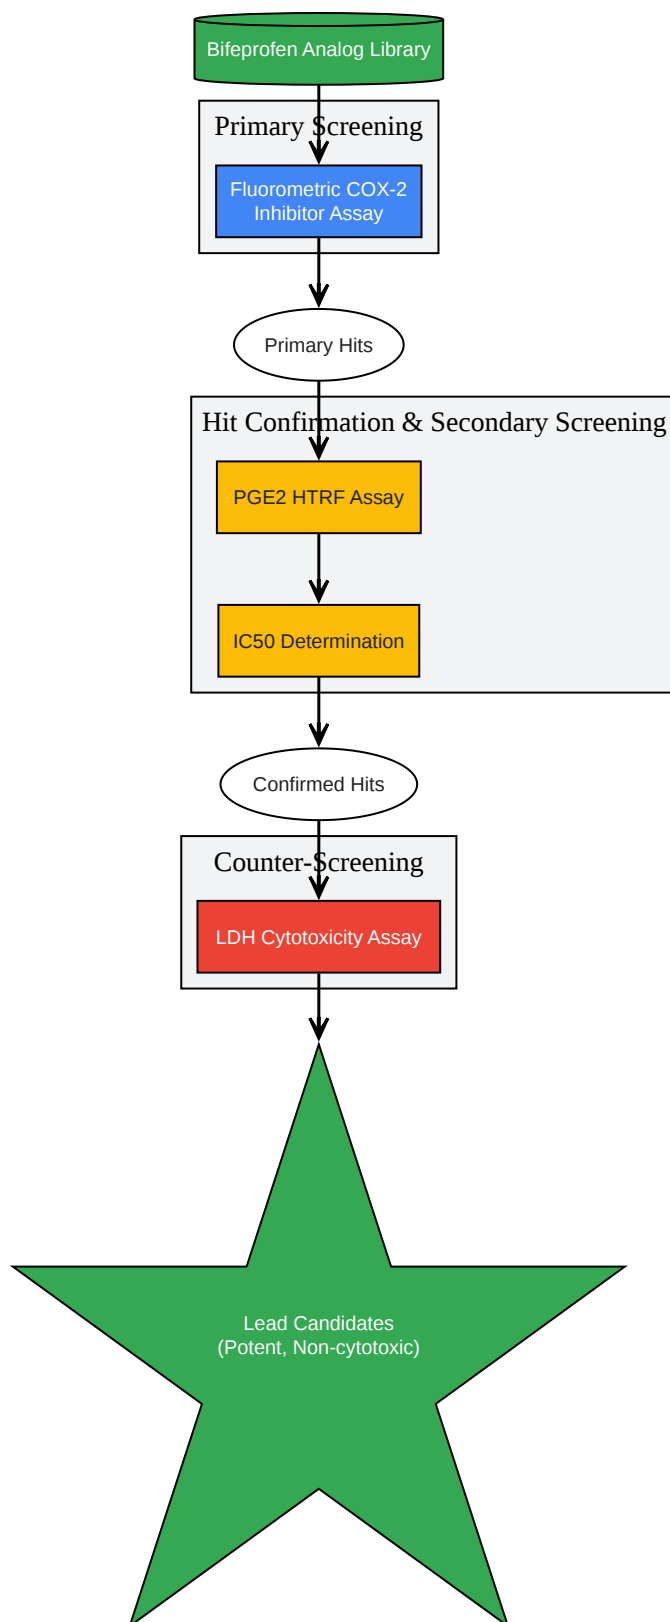 Bifeprofen Analog Library
Primary Screening
Fluorometric COX-2
Inhibitor Assay
Primary Hits
Hit Confirmation & Secondary Screening
PGE2 HTRF Assay
IC50 Determination
Confirmed Hits
Counter-Screening
LDH Cytotoxicity Assay
Lead Candidates
(Potent, Non-cytotoxic)